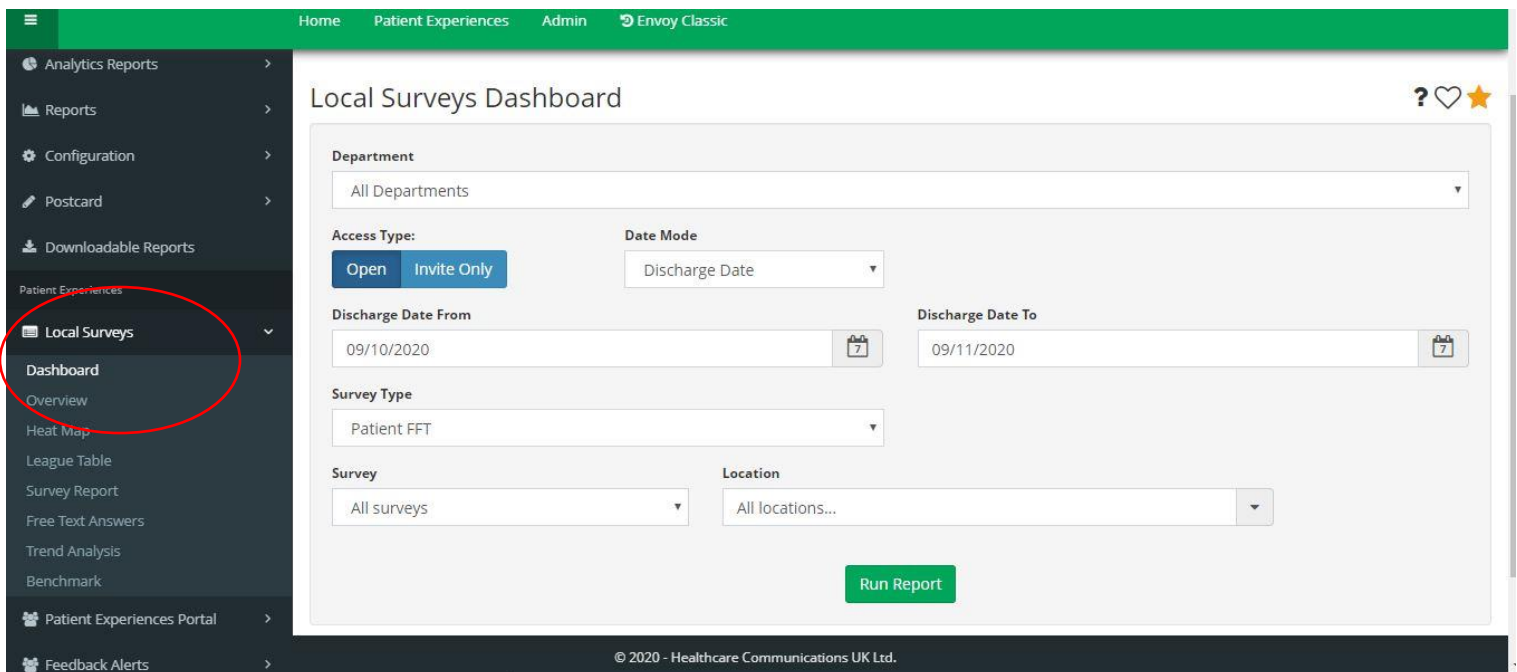 Home Patient Experiences Admin Envoy Classic
Analytics Reports
Reports
Configuration
Postcard
Downloadable Reports
Patient Experiences
Local Surveys
Dashboard
Overview
Heat Map
League Table
Survey Report
Free Text Answers
Trend Analysis
Benchmark
Patient Experiences Portal
Feedback Alerts
Local Surveys Dashboard
?
Department
All Departments
Access Type: Date Mode
Open Invite Only Discharge Date
Discharge Date From Discharge Date To
09/10/2020 7 09/11/2020 7
Survey Type
Patient FFT
Survey Location
All surveys All locations...
Run Report
© 2020 - Healthcare Communications UK Ltd.